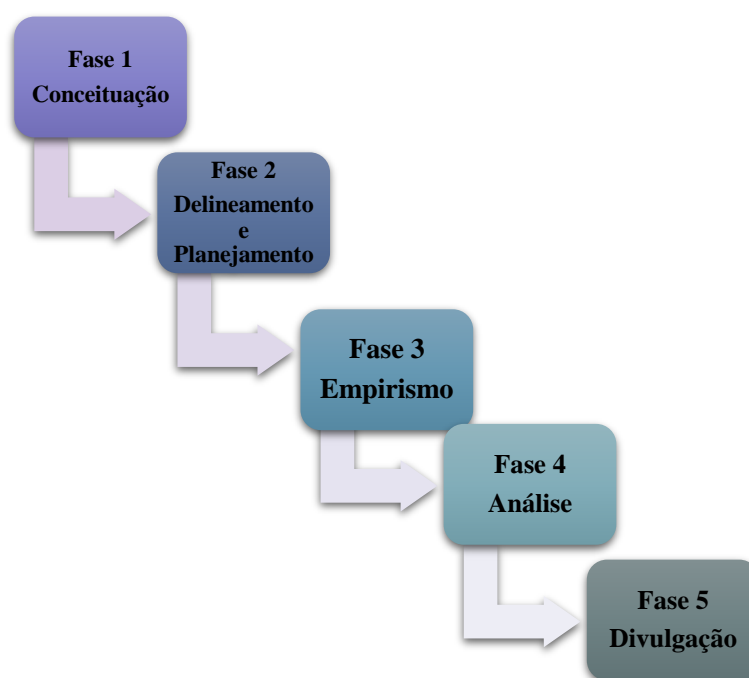 Fase 1
Conceituação
Fase 2
Delineamento
e
Planejamento
Fase 3
Empirismo
Fase 4
Análise
Fase 5
Divulgação